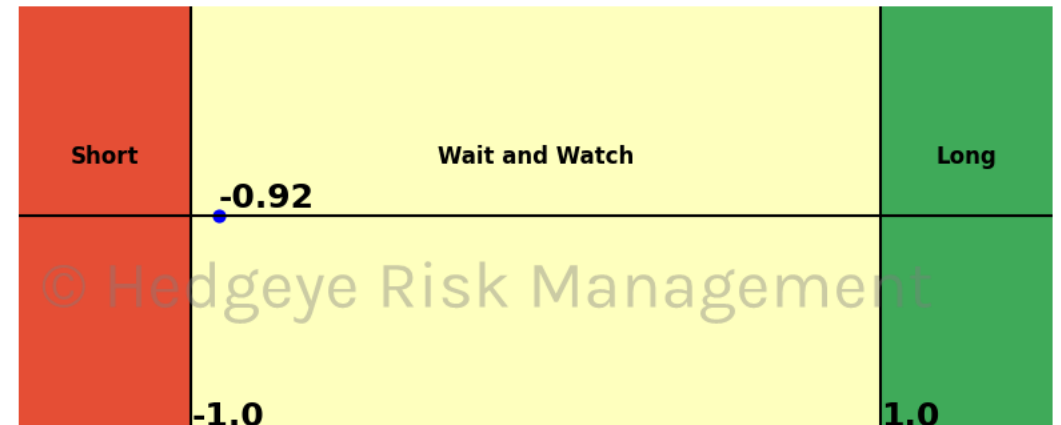 Short
Wait and Watch
Long
-0.92
© Hedgeye Risk Management
-1.0
1.0